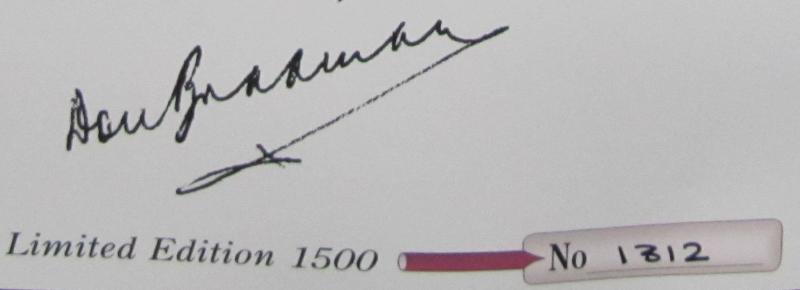 Don Bradman
Limited Edition 1500 No 1312